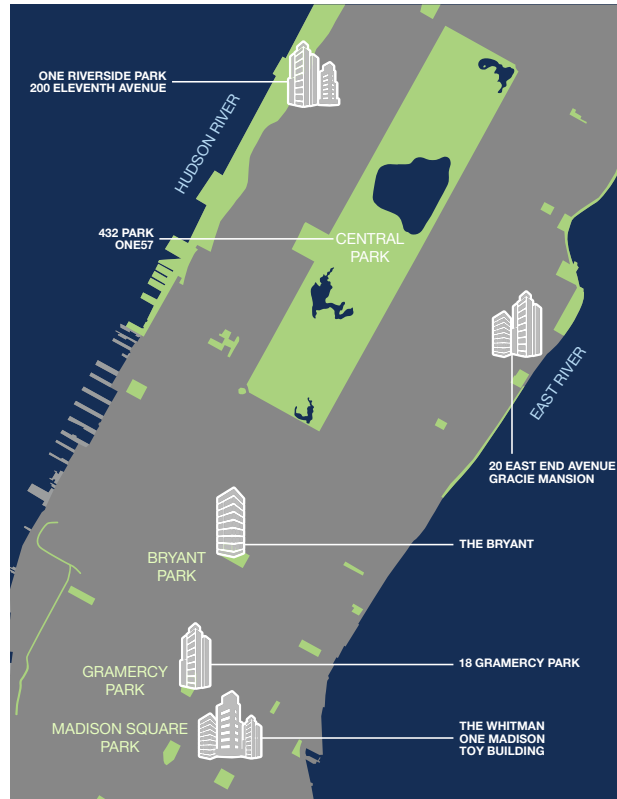 ONE RIVERSIDE PARK
200 ELEVENTH AVENUE
HUDSON RIVER
432 PARK
ONE57
CENTRAL
PARK
EAST RIVER
20 EAST END AVENUE
GRACIE MANSION
THE BRYANT
BRYANT
PARK
18 GRAMERCY PARK
GRAMERCY
PARK
MADISON SQUARE
PARK
THE WHITMAN
ONE MADISON
TOY BUILDING